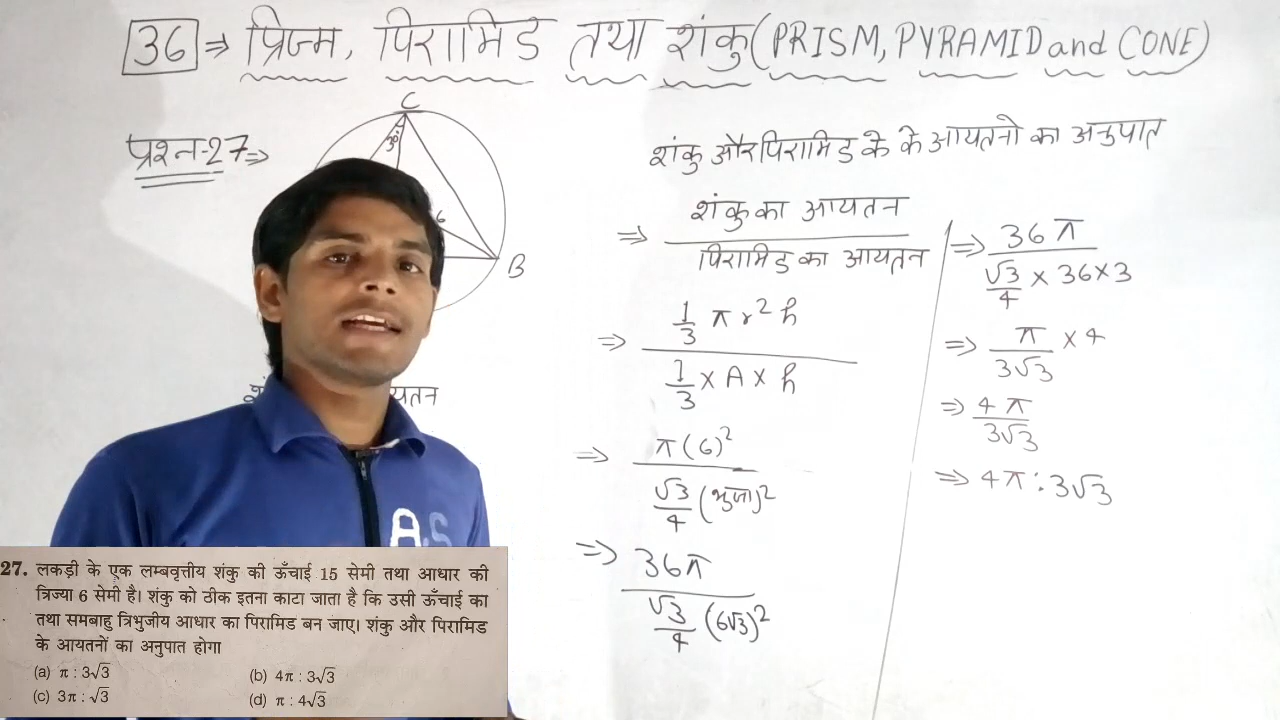 36 ⇒ प्रिज्म, पिरामिड तथा शंकु (PRISM, PYRAMID and CONE)
प्रश्न-27 ⇒
C
30°
6
B
यतन
शंकु और पिरामिड के के आयतनो का अनुपात
⇒ शंकु का आयतन
पिरामिड का आयतन
⇒ 1/3 π r² h
1/3 × A × h
⇒ π(6)²
√3/4 (भुजा)²
⇒ 36π
√3/4 (6√3)²
⇒ 36π
√3/4 × 36×3
⇒ π/3√3 × 4
⇒ 4π/3√3
⇒ 4π : 3√3
A.S
27. लकड़ी के एक लम्बवृत्तीय शंकु की ऊँचाई 15 सेमी तथा आधार की
त्रिज्या 6 सेमी है। शंकु को ठीक इतना काटा जाता है कि उसी ऊँचाई का
तथा समबाहु त्रिभुजीय आधार का पिरामिड बन जाए। शंकु और पिरामिड
के आयतनों का अनुपात होगा
(a) π : 3√3 (b) 4π : 3√3
(c) 3π : √3 (d) π : 4√3